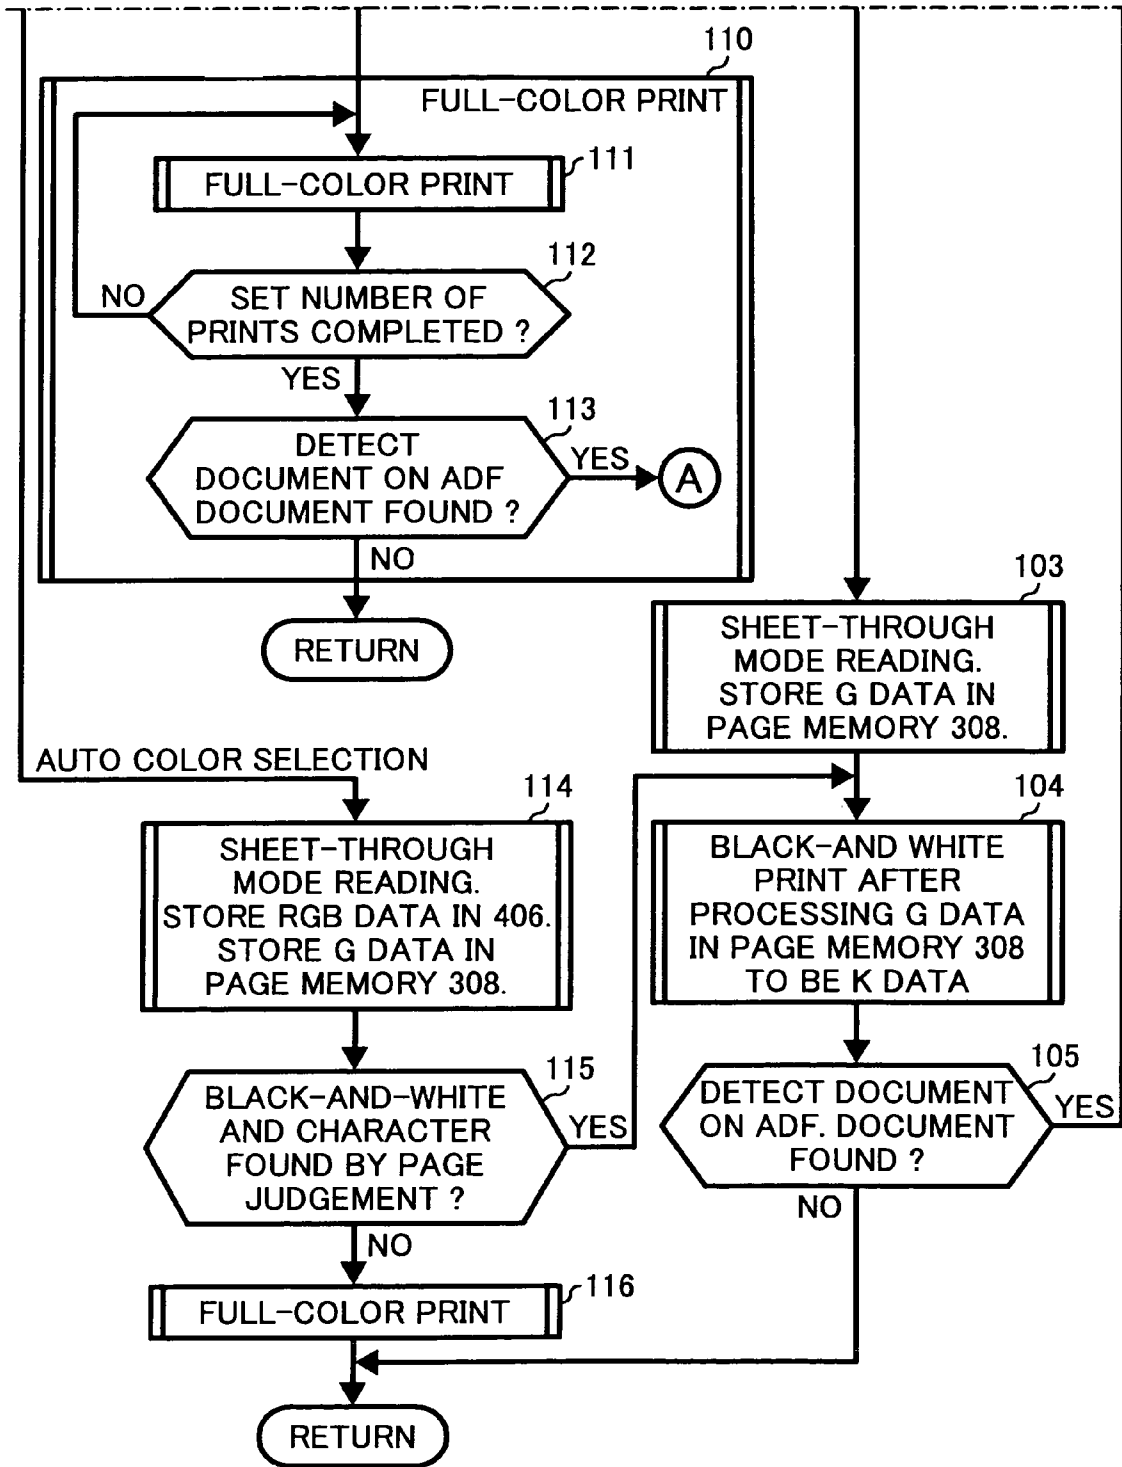 110
FULL-COLOR PRINT
111
FULL-COLOR PRINT
112
SET NUMBER OF
PRINTS COMPLETED ?
NO
YES
113
DETECT
DOCUMENT ON ADF
DOCUMENT FOUND ?
YES
A
NO
RETURN
103
SHEET-THROUGH
MODE READING.
STORE G DATA IN
PAGE MEMORY 308.
AUTO COLOR SELECTION
114
SHEET-THROUGH
MODE READING.
STORE RGB DATA IN 406.
STORE G DATA IN
PAGE MEMORY 308.
104
BLACK-AND WHITE
PRINT AFTER
PROCESSING G DATA
IN PAGE MEMORY 308
TO BE K DATA
115
BLACK-AND-WHITE
AND CHARACTER
FOUND BY PAGE
JUDGEMENT ?
YES
NO
105
DETECT DOCUMENT
ON ADF. DOCUMENT
FOUND ?
YES
NO
116
FULL-COLOR PRINT
RETURN